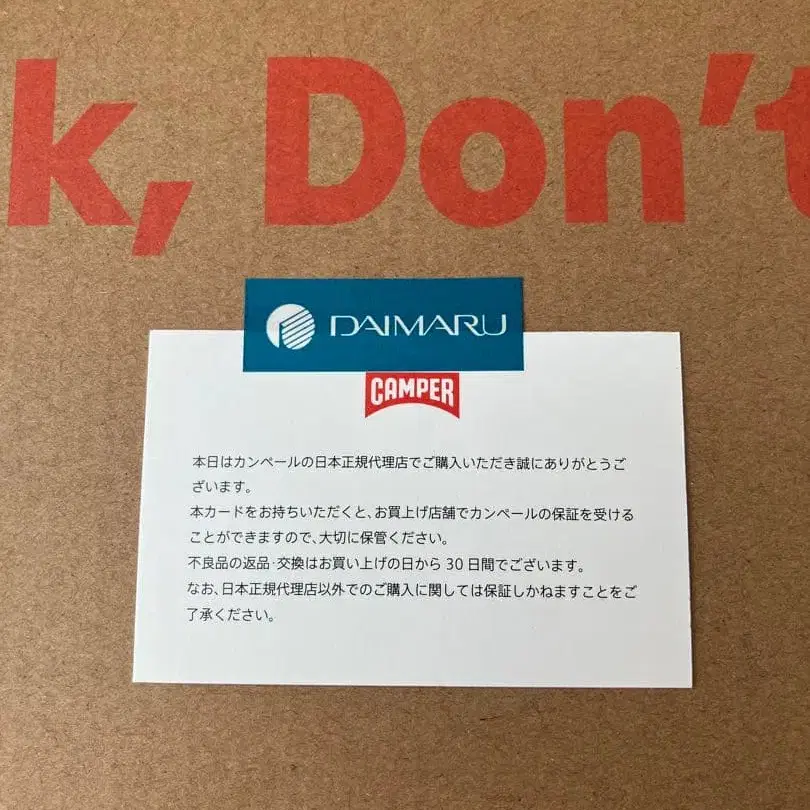 k, Don't
DAIMARU
CAMPER
本日はカンペールの日本正規代理店でご購入いただき誠にありがとうご
ざいます。
本カードをお持ちいただくと、お買上げ店舗でカンペールの保証を受ける
ことができますので、大切に保管ください。
不良品の返品・交換はお買い上げの日から 30 日間でございます。
なお、日本正規代理店以外でのご購入に関しては保証しかねますことをご
了承ください。